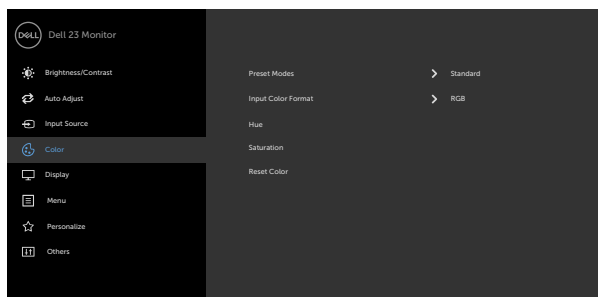 DELL Dell 23 Monitor
Brightness/Contrast
Auto Adjust
Input Source
Color
Display
Menu
Personalize
Others
Preset Modes Standard
Input Color Format RGB
Hue
Saturation
Reset Color